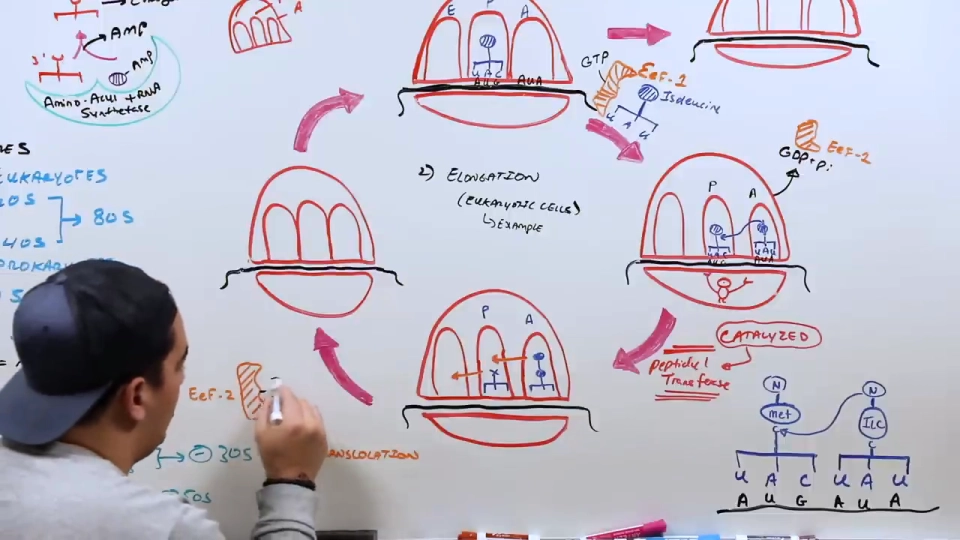 AMP
3'
AMP
Amino-Acyl tRNA
Synthetase
A
E P A
UAC
AUG AUA
GTP
EeF-1
Isoleucine
U A U
EeF-2
GDP+Pi
2) ELONGATION
(EUKARYOTIC CELLS)
EXAMPLE
EUKARYOTES
80S
40S
PROKARYOTES
P A
UAC UAU
AUG AUA
P A
CATALYZED
Peptidyl
Transferase
EeF-2
30S
50S
TRANSLOCATION
N N
met ILE
C C
U A C U A U
A U G A U A